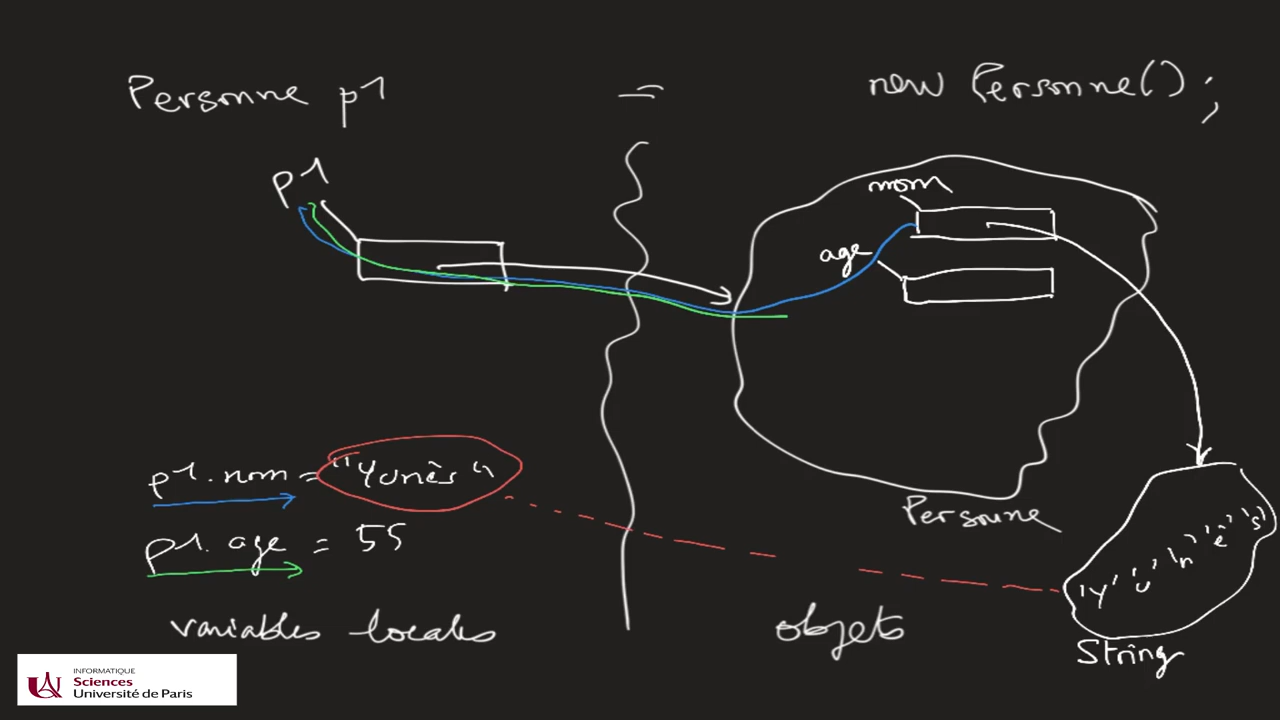 Personne p1 = new Personne();
p1
nom
age
p1.nom = "Yunès"
Personne
p1.age = 55
'Y' 'u' 'n' 'è' 's'
variables locales
objets
String
INFORMATIQUE
Sciences
Université de Paris